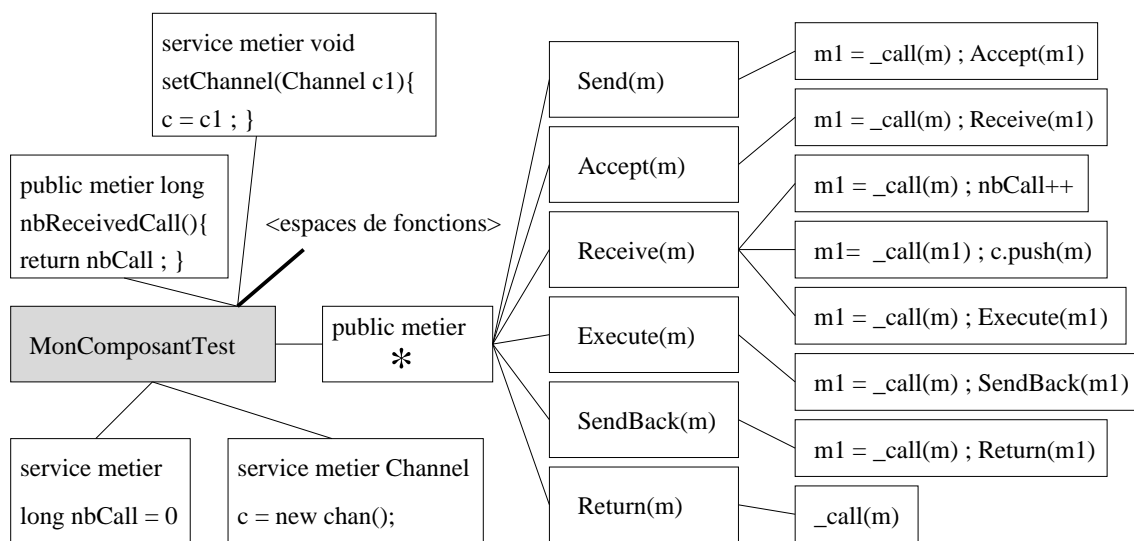 service metier void
setChannel(Channel c1){
c = c1 ; }
public metier long
nbReceivedCall(){
return nbCall ; }
<espaces de fonctions>
MonComposantTest
public metier
*
service metier
long nbCall = 0
service metier Channel
c = new chan();
Send(m)
Accept(m)
Receive(m)
Execute(m)
SendBack(m)
Return(m)
m1 = _call(m) ; Accept(m1)
m1 = _call(m) ; Receive(m1)
m1 = _call(m) ; nbCall++
m1= _call(m1) ; c.push(m)
m1 = _call(m) ; Execute(m1)
m1 = _call(m) ; SendBack(m1)
m1 = _call(m) ; Return(m1)
_call(m)